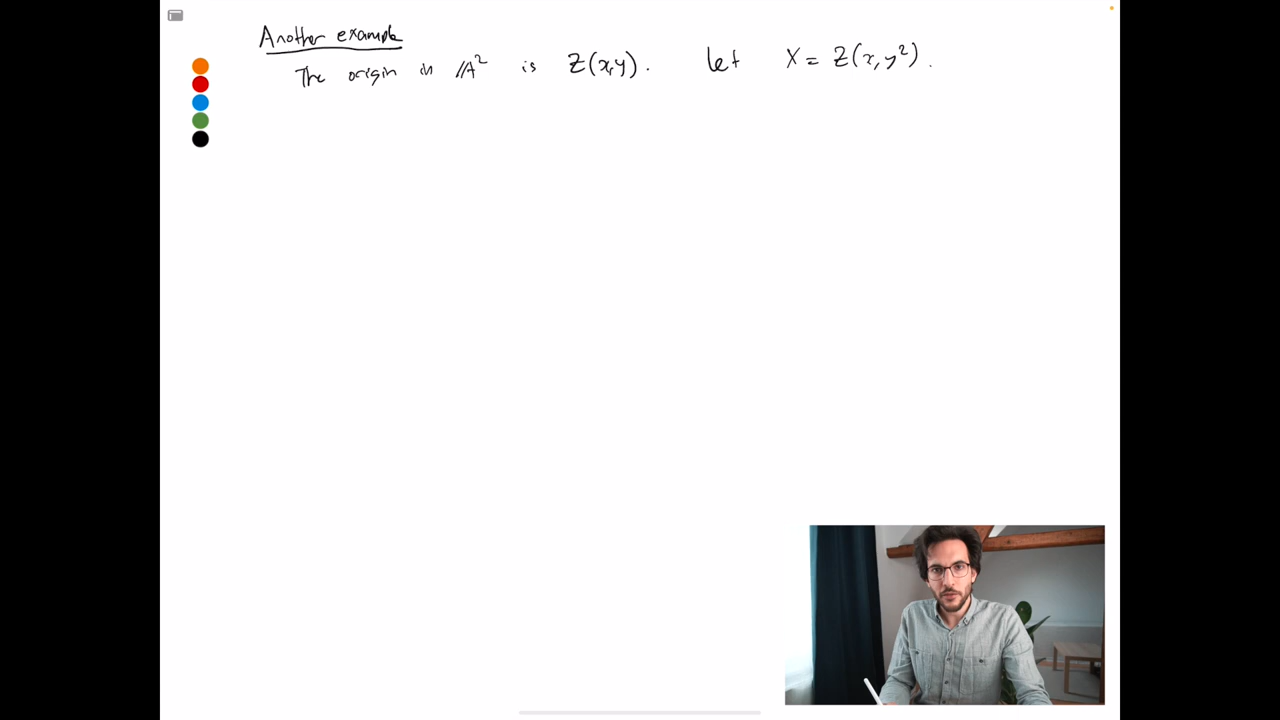 Another example
The origin in 𝔸² is Z(x,y). Let X = Z(x, y²).